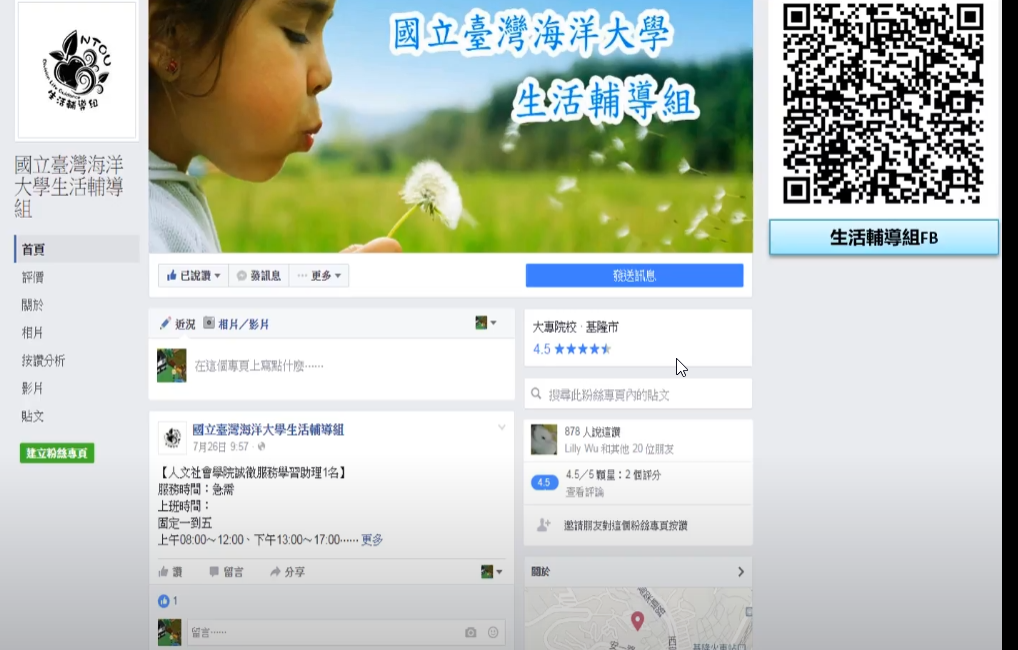 NTOU
生活輔導組
國立臺灣海洋
大學生活輔導
組
首頁
評價
關於
相片
按讚分析
影片
貼文
建立粉絲專頁
國立臺灣海洋大學
生活輔導組
已說讚
發訊息
更多
發送訊息
近況
相片／影片
在這個專頁上寫點什麼……
國立臺灣海洋大學生活輔導組
7月26日 9:57
【人文社會學院誠徵服務學習助理1名】
服務時間：急需
上班時間：
固定一到五
上午08:00～12:00、下午13:00～17:00…… 更多
讚
留言
分享
1
留言……
大專院校 · 基隆市
4.5
搜尋此粉絲專頁內的貼文
878 人說這讚
Lilly Wu 和其他 20 位朋友
4.5
4.5／5 顆星：2 個評分
查看評論
邀請朋友對這個粉絲專頁按讚
關於
基隆火車站
生活輔導組FB